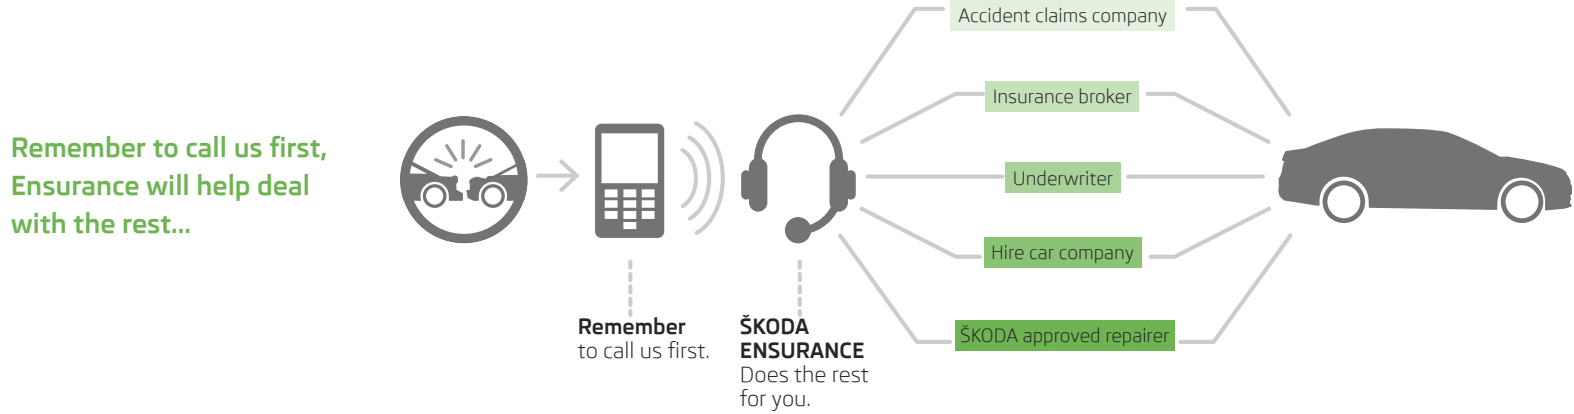 Remember to call us first,
Ensurance will help deal
with the rest...
Remember
to call us first.
ŠKODA
ENSURANCE
Does the rest
for you.
Accident claims company
Insurance broker
Underwriter
Hire car company
ŠKODA approved repairer